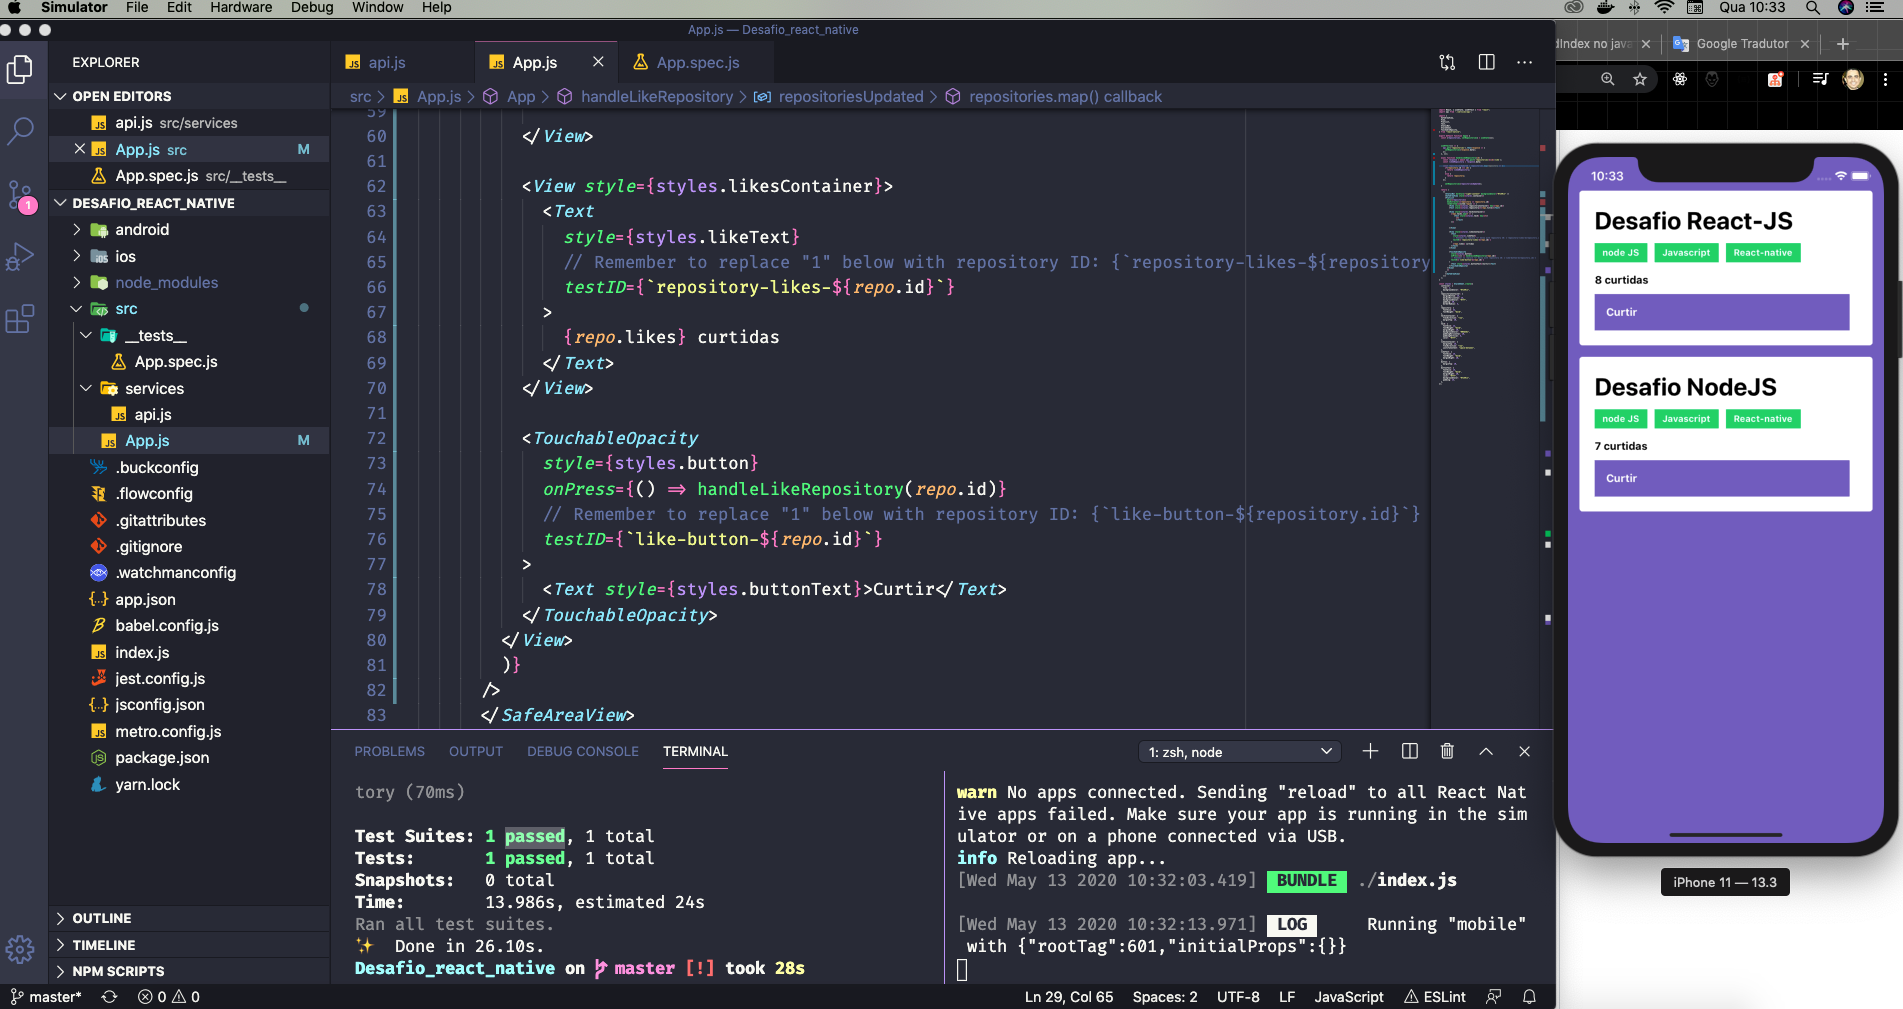 Simulator File Edit Hardware Debug Window Help
Qua 10:33
App.js — Desafio_react_native
EXPLORER
OPEN EDITORS
api.js src/services
App.js src M
App.spec.js src/__tests__
DESAFIO_REACT_NATIVE
android
ios
node_modules
src
__tests__
App.spec.js
services
api.js
App.js M
.buckconfig
.flowconfig
.gitattributes
.gitignore
.watchmanconfig
app.json
babel.config.js
index.js
jest.config.js
jsconfig.json
metro.config.js
package.json
yarn.lock
OUTLINE
TIMELINE
NPM SCRIPTS
1
api.js App.js App.spec.js
src > App.js > App > handleLikeRepository > repositoriesUpdated > repositories.map() callback
59
60 </View>
61
62 <View style={styles.likesContainer}>
63 <Text
64 style={styles.likeText}
65 // Remember to replace "1" below with repository ID: {`repository-likes-${repository
66 testID={`repository-likes-${repo.id}`}
67 >
68 {repo.likes} curtidas
69 </Text>
70 </View>
71
72 <TouchableOpacity
73 style={styles.button}
74 onPress={() => handleLikeRepository(repo.id)}
75 // Remember to replace "1" below with repository ID: {`like-button-${repository.id}`}
76 testID={`like-button-${repo.id}`}
77 >
78 <Text style={styles.buttonText}>Curtir</Text>
79 </TouchableOpacity>
80 </View>
81 )}
82 />
83 </SafeAreaView>
PROBLEMS OUTPUT DEBUG CONSOLE TERMINAL
1: zsh, node
tory (70ms)
Test Suites: 1 passed, 1 total
Tests: 1 passed, 1 total
Snapshots: 0 total
Time: 13.986s, estimated 24s
Ran all test suites.
✨ Done in 26.10s.
Desafio_react_native on master [!] took 28s
warn No apps connected. Sending "reload" to all React Nat
ive apps failed. Make sure your app is running in the sim
ulator or on a phone connected via USB.
info Reloading app...
[Wed May 13 2020 10:32:03.419] BUNDLE ./index.js
[Wed May 13 2020 10:32:13.971] LOG Running "mobile"
with {"rootTag":601,"initialProps":{}}
master* 0 0
Ln 29, Col 65 Spaces: 2 UTF-8 LF JavaScript ESLint
dIndex no java Google Tradutor
10:33
Desafio React-JS
node JS Javascript React-native
8 curtidas
Curtir
Desafio NodeJS
node JS Javascript React-native
7 curtidas
Curtir
iPhone 11 — 13.3